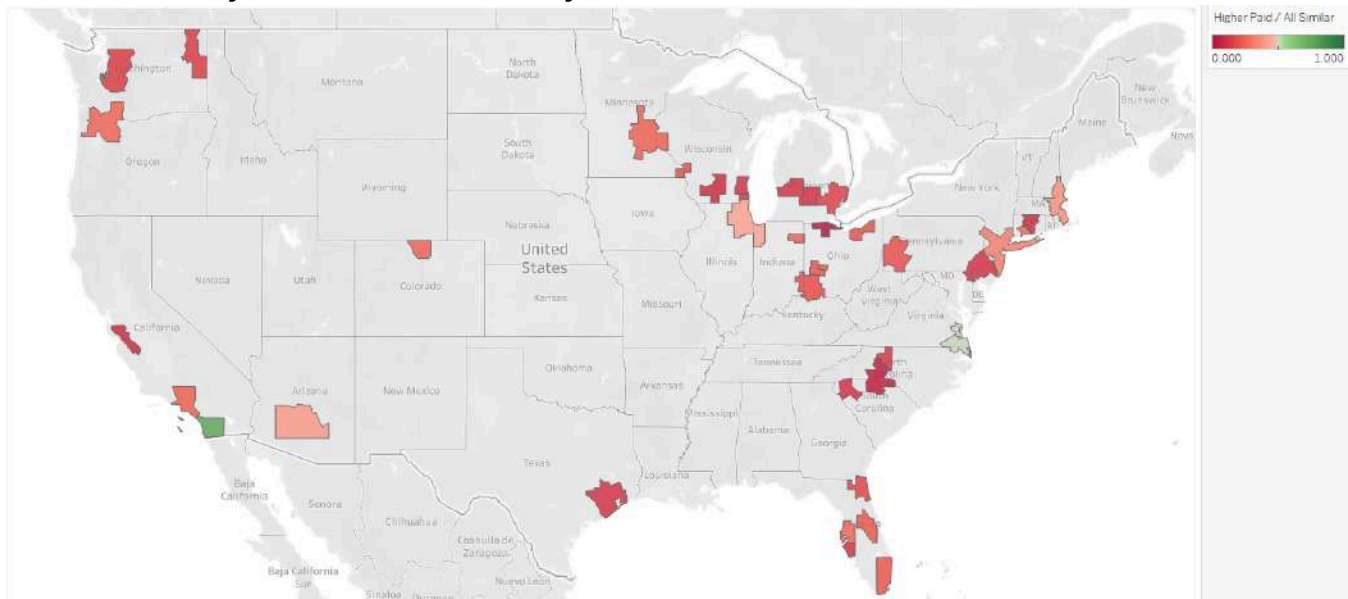 Higher Paid / All Similar
0.000 1.000
North Dakota
Montana
Minnesota
New Brunswick
Maine
Nova
South Dakota
Wisconsin
Oregon
Idaho
VT
Wyoming
New York
MA
Iowa
Nebraska
United States
Illinois
Indiana
Ohio
Nevada
Utah
Colorado
Kansas
Missouri
West Virginia
MD
DE
Kentucky
Virginia
California
Oklahoma
Tennessee
Arizona
New Mexico
Arkansas
South Carolina
Mississippi
Alabama
Georgia
Texas
Louisiana
Baja California
Sonora
Chihuahua
Coahuila de Zaragoza
Baja California Sur
Sinaloa
Durango
Nuevo León